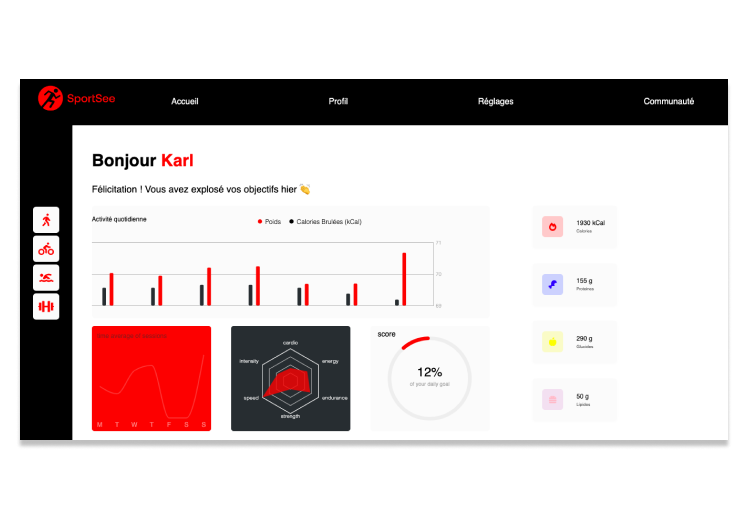 SportSee
Accueil
Profil
Réglages
Communauté
Bonjour Karl
Félicitation ! Vous avez explosé vos objectifs hier 👏
Activité quotidienne
Poids
Calories Brulées (kCal)
71
70
69
1930 kCal
Calories
155 g
Protéines
290 g
Glucides
50 g
Lipides
M T W T F S S
cardio
energy
endurance
strength
speed
intensity
score
12%
of your daily goal